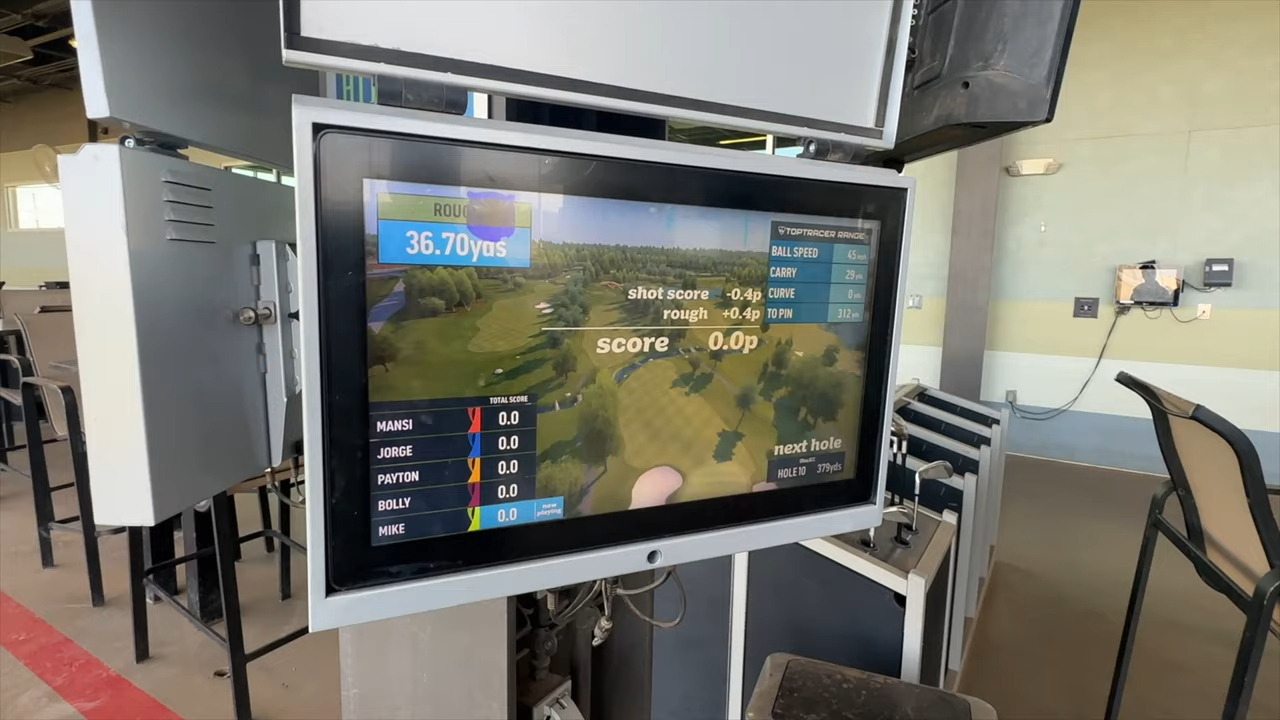 36.70yds
TOPTRACER RANGE
BALL SPEED 45 mph
CARRY 29 yds
CURVE 0 yds
TO PIN 312 yds
shot score -0.4p
rough +0.4p
score 0.0p
TOTAL SCORE
MANSI 0.0
JORGE 0.0
PAYTON 0.0
BOLLY 0.0
MIKE 0.0 now playing
next hole
HOLE 10 379yds